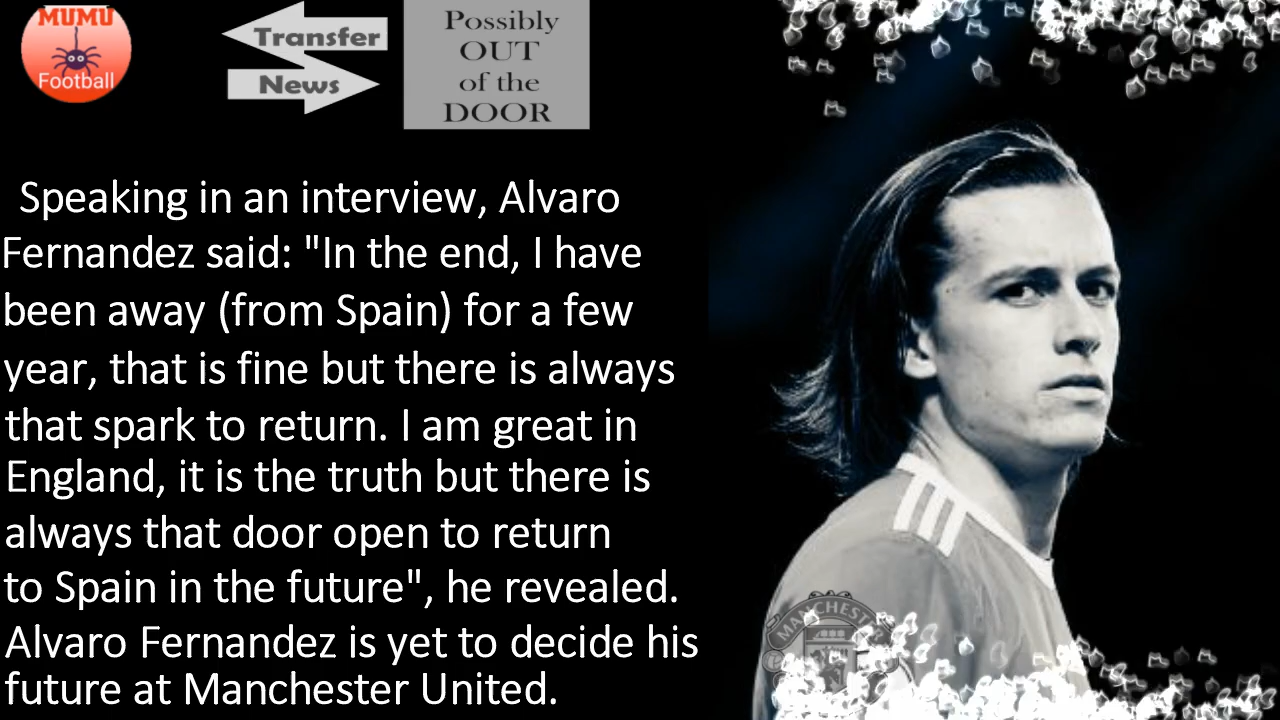 MUMU
Football
Transfer
News
Possibly
OUT
of the
DOOR
Speaking in an interview, Alvaro
Fernandez said: "In the end, I have
been away (from Spain) for a few
year, that is fine but there is always
that spark to return. I am great in
England, it is the truth but there is
always that door open to return
to Spain in the future", he revealed.
Alvaro Fernandez is yet to decide his
future at Manchester United.
MANCHEST